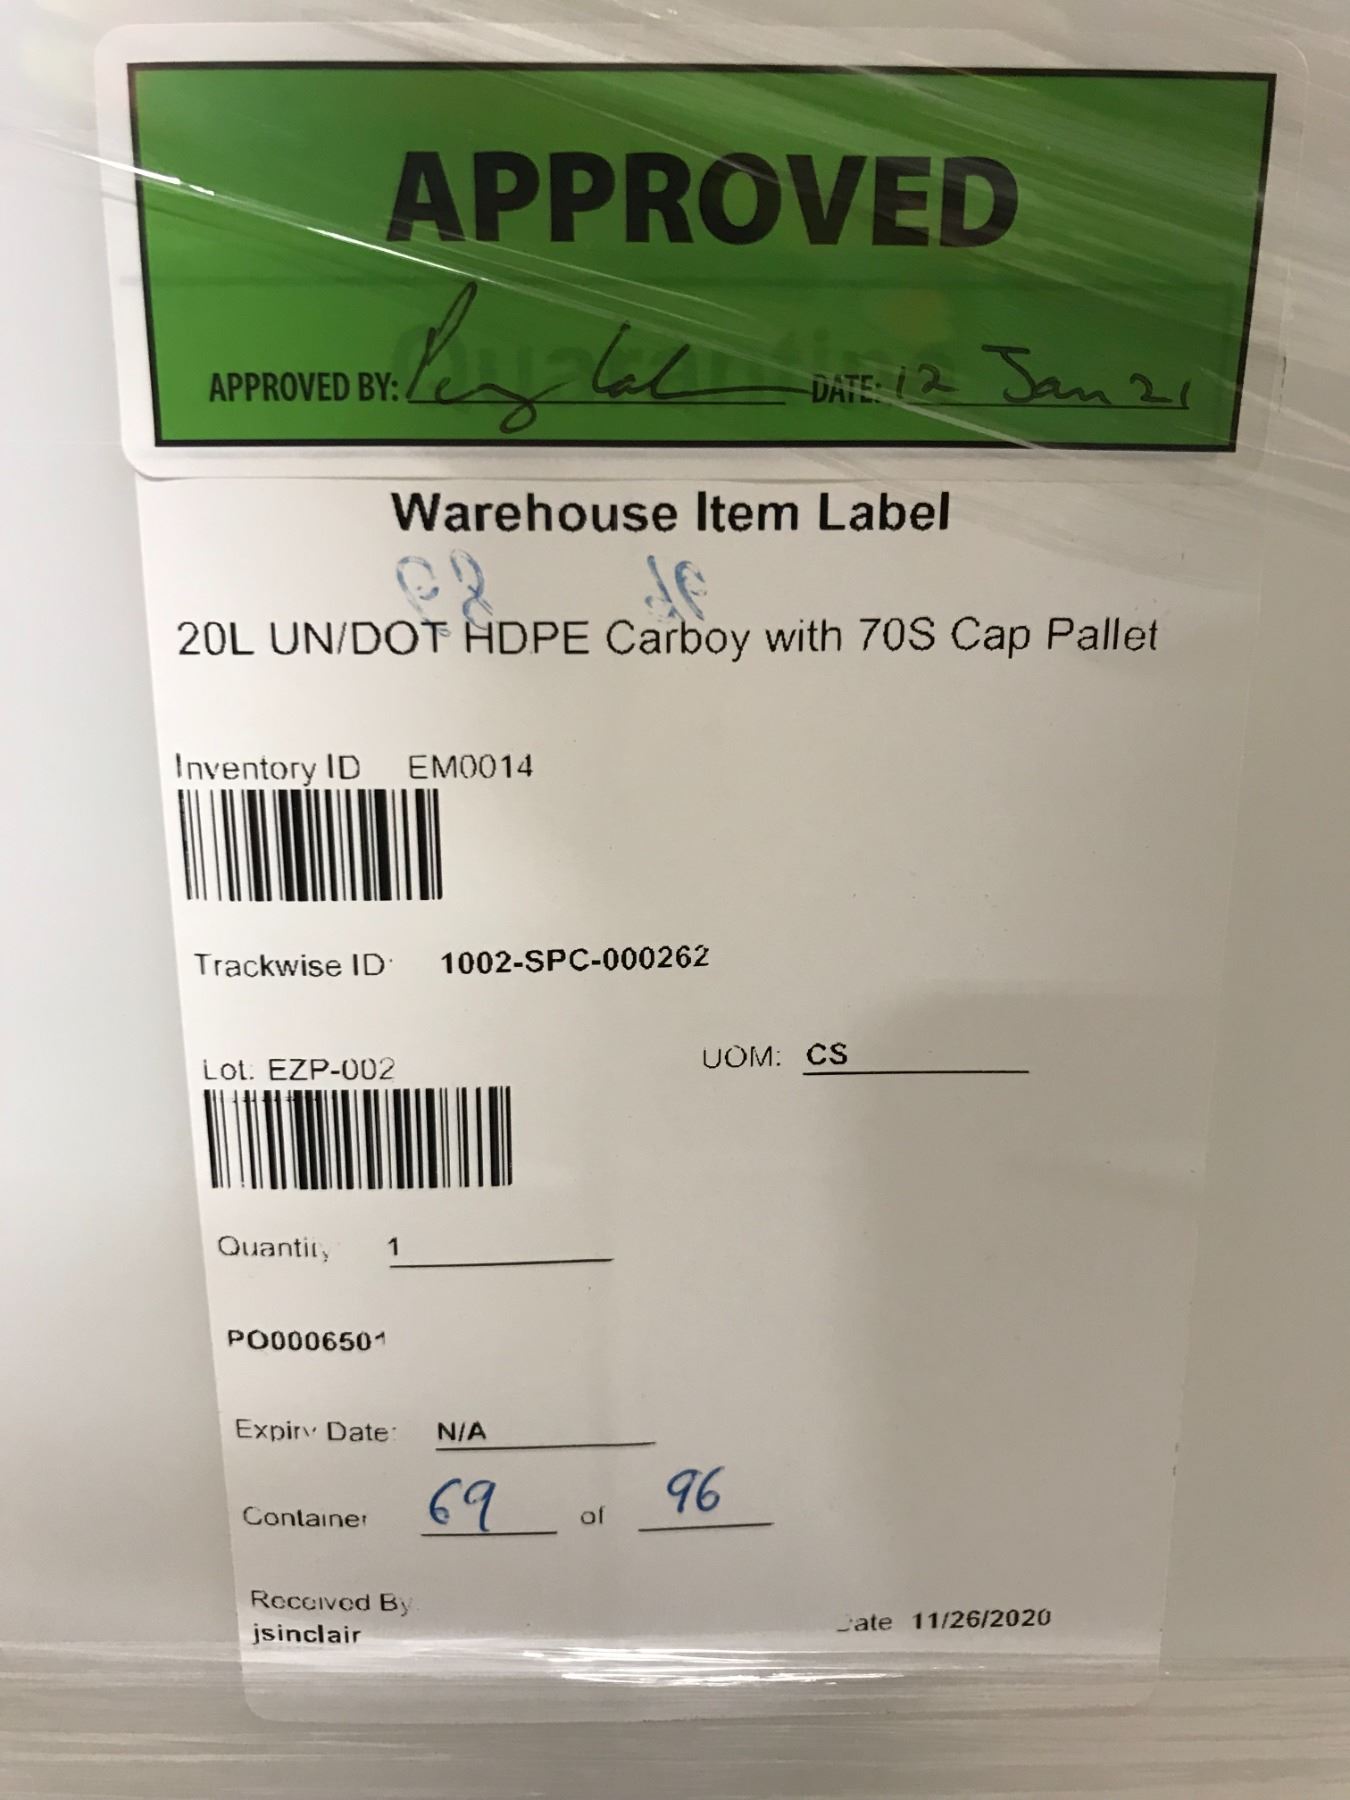 APPROVED
Quarantine
APPROVED BY: DATE: 12 Jan 21
Warehouse Item Label
20L UN/DOT HDPE Carboy with 70S Cap Pallet
Inventory ID EM0014
Trackwise ID: 1002-SPC-000262
Lot: EZP-002 UOM: CS
Quantity 1
PO0006501
Expiry Date: N/A
Container 69 of 96
Received By
jsinclair Date 11/26/2020